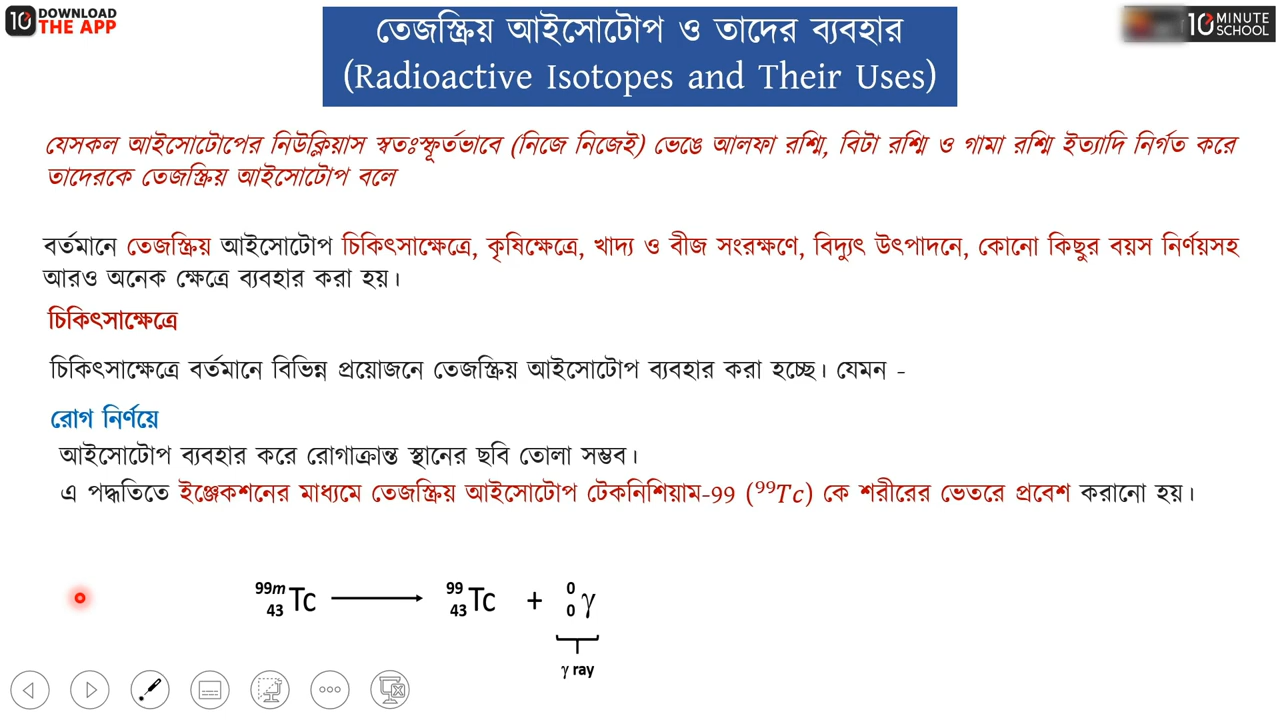 10 DOWNLOAD THE APP
10 MINUTE SCHOOL
তেজস্ক্রিয় আইসোটোপ ও তাদের ব্যবহার
(Radioactive Isotopes and Their Uses)
যেসকল আইসোটোপের নিউক্লিয়াস স্বতঃস্ফূর্তভাবে (নিজে নিজেই) ভেঙে আলফা রশ্মি, বিটা রশ্মি ও গামা রশ্মি ইত্যাদি নির্গত করে
তাদেরকে তেজস্ক্রিয় আইসোটোপ বলে
বর্তমানে তেজস্ক্রিয় আইসোটোপ চিকিৎসাক্ষেত্রে, কৃষিক্ষেত্রে, খাদ্য ও বীজ সংরক্ষণে, বিদ্যুৎ উৎপাদনে, কোনো কিছুর বয়স নির্ণয়সহ
আরও অনেক ক্ষেত্রে ব্যবহার করা হয়।
চিকিৎসাক্ষেত্রে
চিকিৎসাক্ষেত্রে বর্তমানে বিভিন্ন প্রয়োজনে তেজস্ক্রিয় আইসোটোপ ব্যবহার করা হচ্ছে। যেমন -
রোগ নির্ণয়ে
আইসোটোপ ব্যবহার করে রোগাক্রান্ত স্থানের ছবি তোলা সম্ভব।
এ পদ্ধতিতে ইঞ্জেকশনের মাধ্যমে তেজস্ক্রিয় আইসোটোপ টেকনিশিয়াম-99 (⁹⁹Tc) কে শরীরের ভেতরে প্রবেশ করানো হয়।
⁹⁹ᵐ₄₃Tc ⟶ ⁹⁹₄₃Tc + ⁰₀γ
γ ray